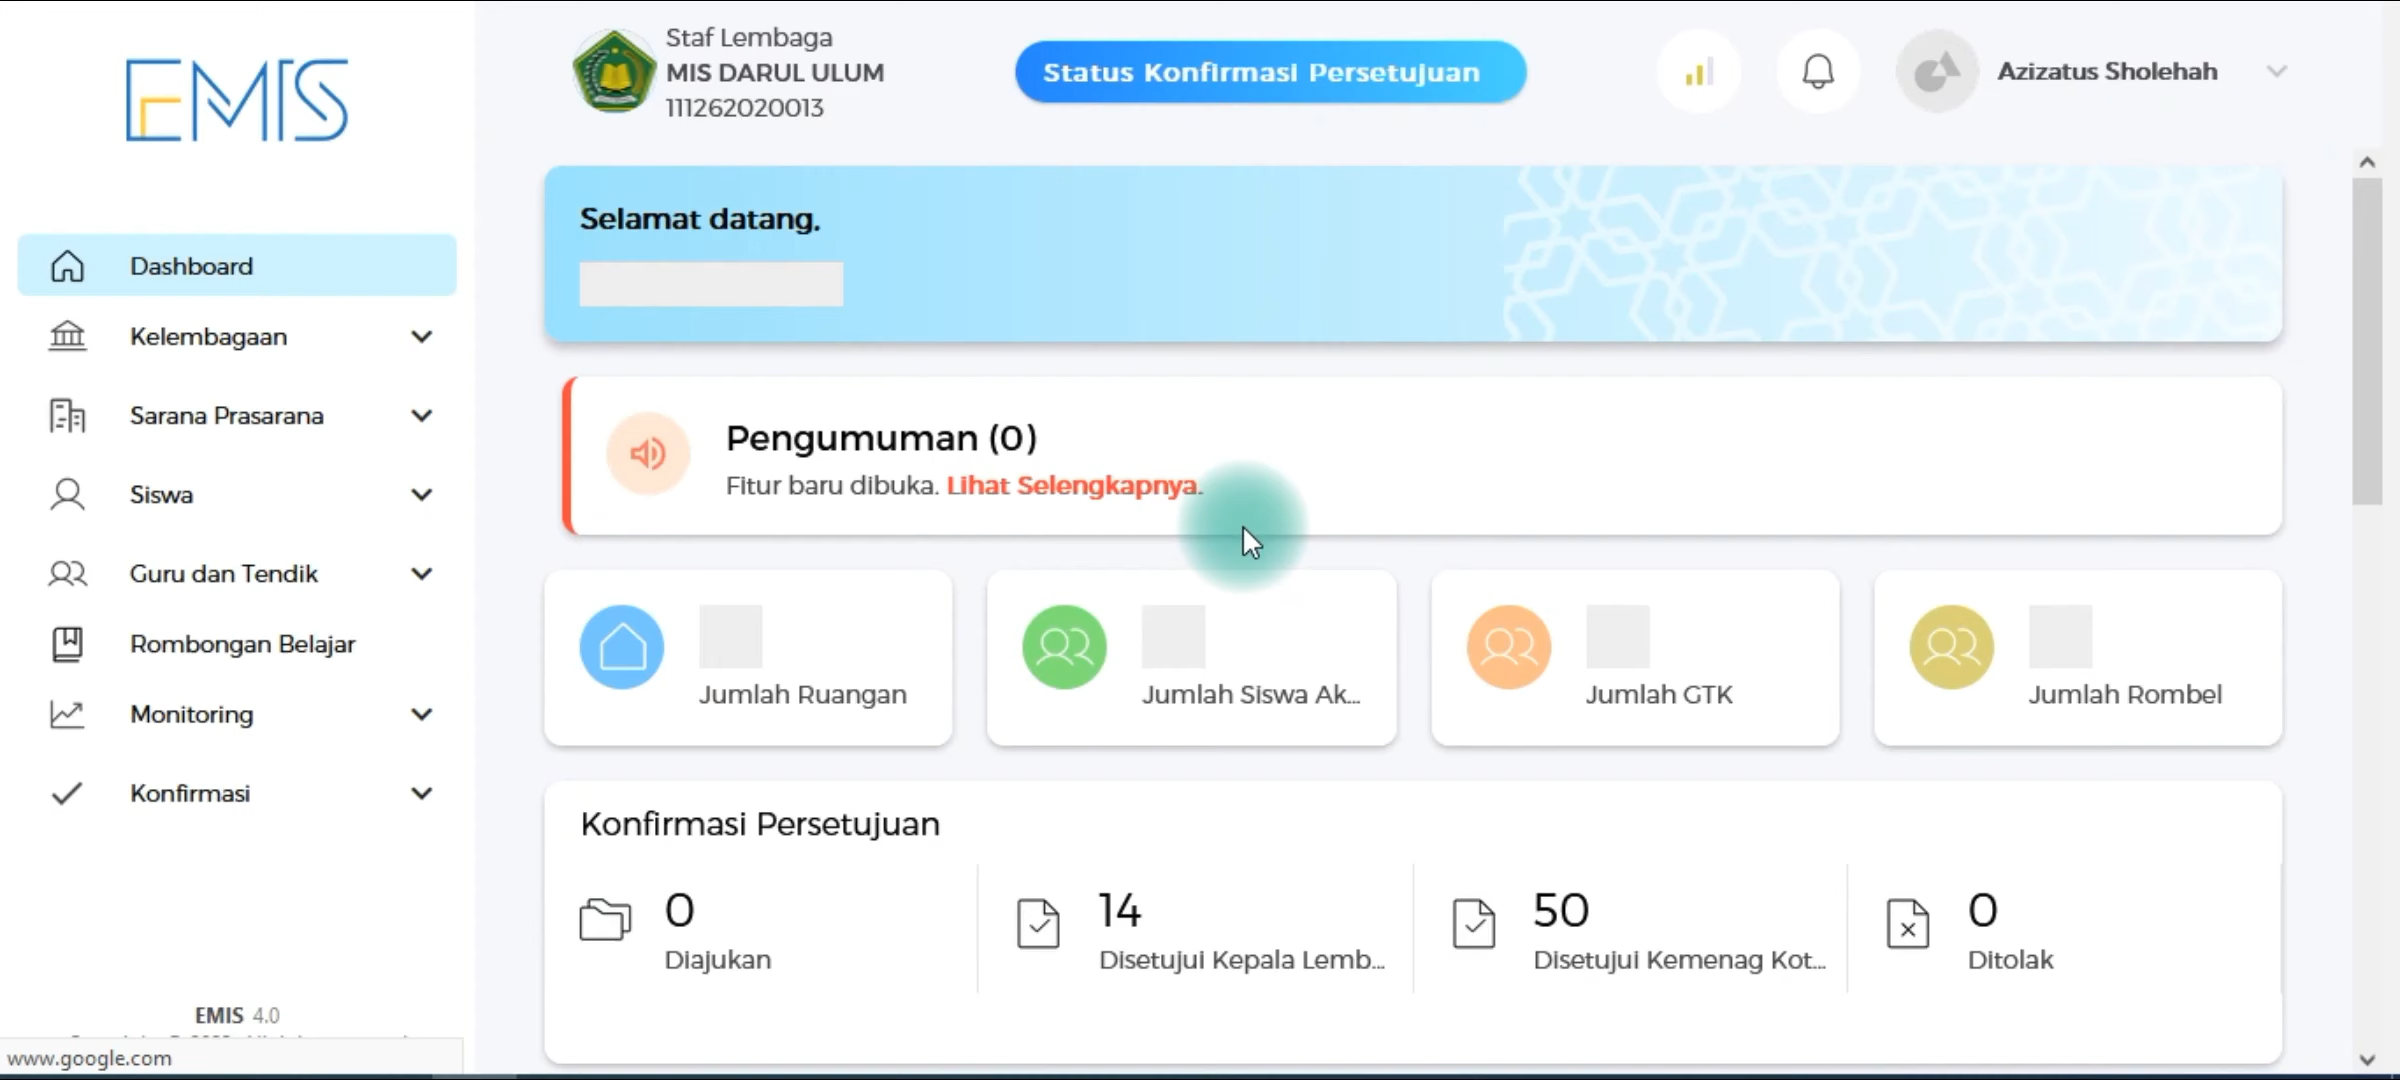 EMIS
Staf Lembaga
MIS DARUL ULUM
111262020013
Status Konfirmasi Persetujuan
Azizatus Sholehah
Dashboard
Kelembagaan
Sarana Prasarana
Siswa
Guru dan Tendik
Rombongan Belajar
Monitoring
Konfirmasi
EMIS 4.0
www.google.com
Selamat datang,
Pengumuman (0)
Fitur baru dibuka. Lihat Selengkapnya.
Jumlah Ruangan
Jumlah Siswa Ak...
Jumlah GTK
Jumlah Rombel
Konfirmasi Persetujuan
0
Diajukan
14
Disetujui Kepala Lemb...
50
Disetujui Kemenag Kot...
0
Ditolak